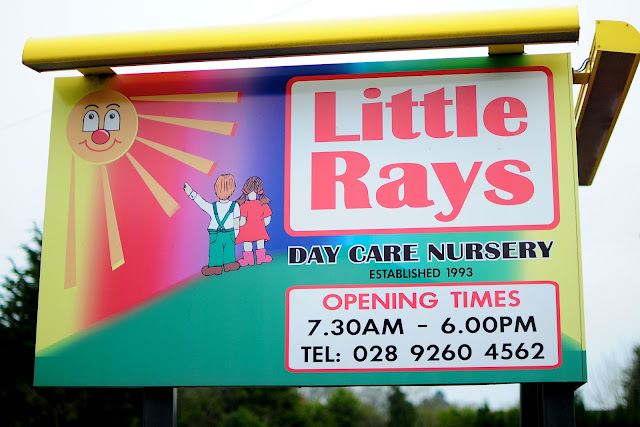 Little
Rays
DAY CARE NURSERY
ESTABLISHED 1993
OPENING TIMES
7.30AM - 6.00PM
TEL: 028 9260 4562